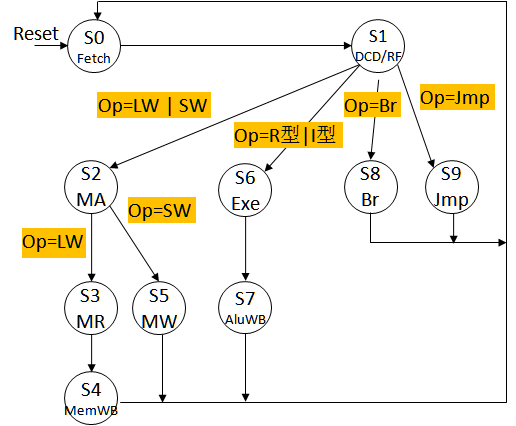 Reset
S0
Fetch
S1
DCD/RF
Op=LW | SW
Op=R型|I型
Op=Br
Op=Jmp
S2
MA
S6
Exe
S8
Br
S9
Jmp
Op=SW
Op=LW
S3
MR
S5
MW
S7
AluWB
S4
MemWB